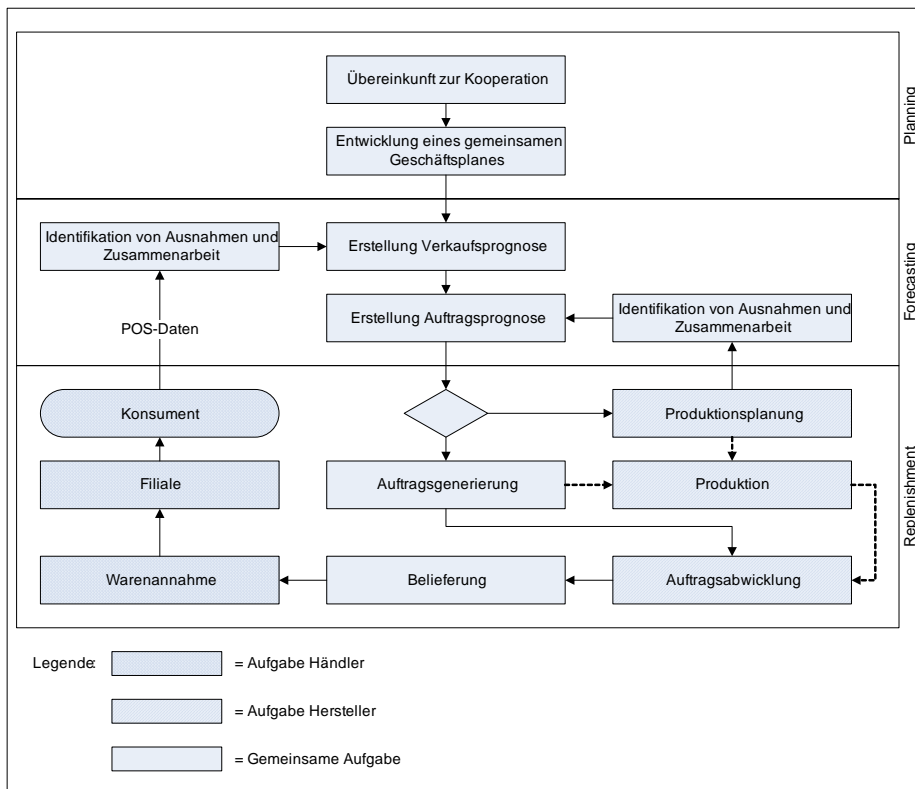 Übereinkunft zur Kooperation
Entwicklung eines gemeinsamen
Geschäftsplanes
Planning
Identifikation von Ausnahmen und
Zusammenarbeit
Erstellung Verkaufsprognose
Erstellung Auftragsprognose
Identifikation von Ausnahmen und
Zusammenarbeit
POS-Daten
Forecasting
Konsument
Produktionsplanung
Filiale
Auftragsgenerierung
Produktion
Warenannahme
Belieferung
Auftragsabwicklung
Replenishment
Legende:
= Aufgabe Händler
= Aufgabe Hersteller
= Gemeinsame Aufgabe